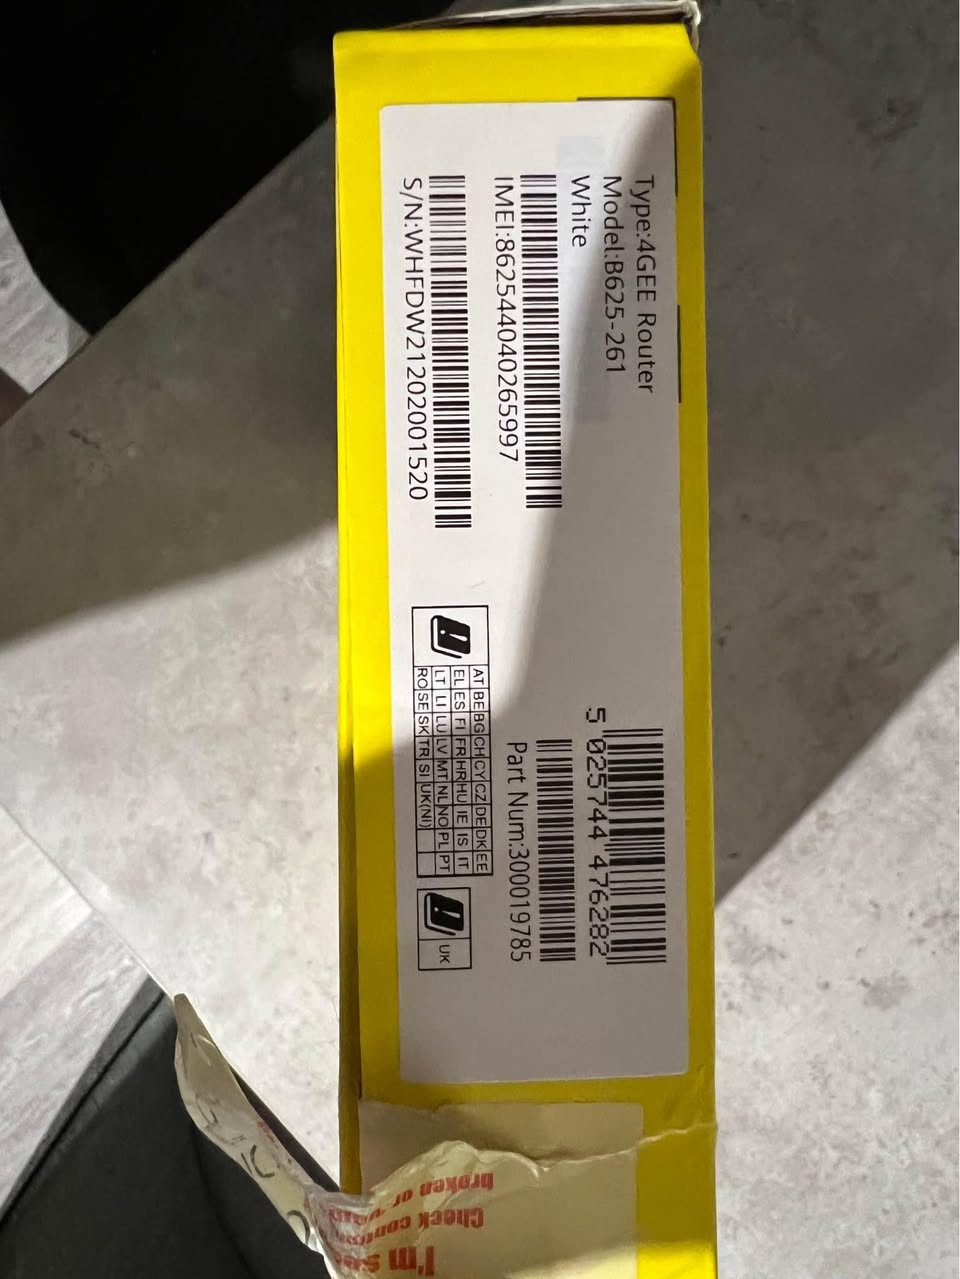 Type:4GEE Router
Model:B625-261
White
IMEI:862544040265997
S/N:WHFDW21202001520
5 025744 476282
Part Num:300019785
AT BE BG CH CY CZ DE DK EE
EL ES FI FR HR HU IE IS IT
LT LI LU LV MT NL NO PL PT
RO SE SK TR SI UK(NI)
UK
I'm
Check
broken or